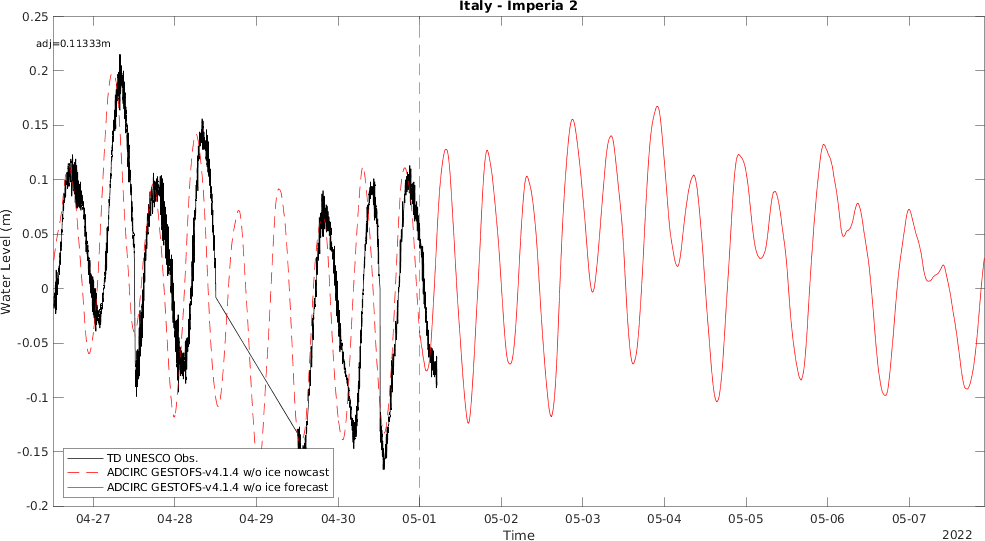 Italy - Imperia 2
adj=0.11333m
0.25
0.2
0.15
0.1
0.05
0
-0.05
-0.1
-0.15
-0.2
Water Level (m)
TD UNESCO Obs.
ADCIRC GESTOFS-v4.1.4 w/o ice nowcast
ADCIRC GESTOFS-v4.1.4 w/o ice forecast
04-27 04-28 04-29 04-30 05-01 05-02 05-03 05-04 05-05 05-06 05-07
Time
2022